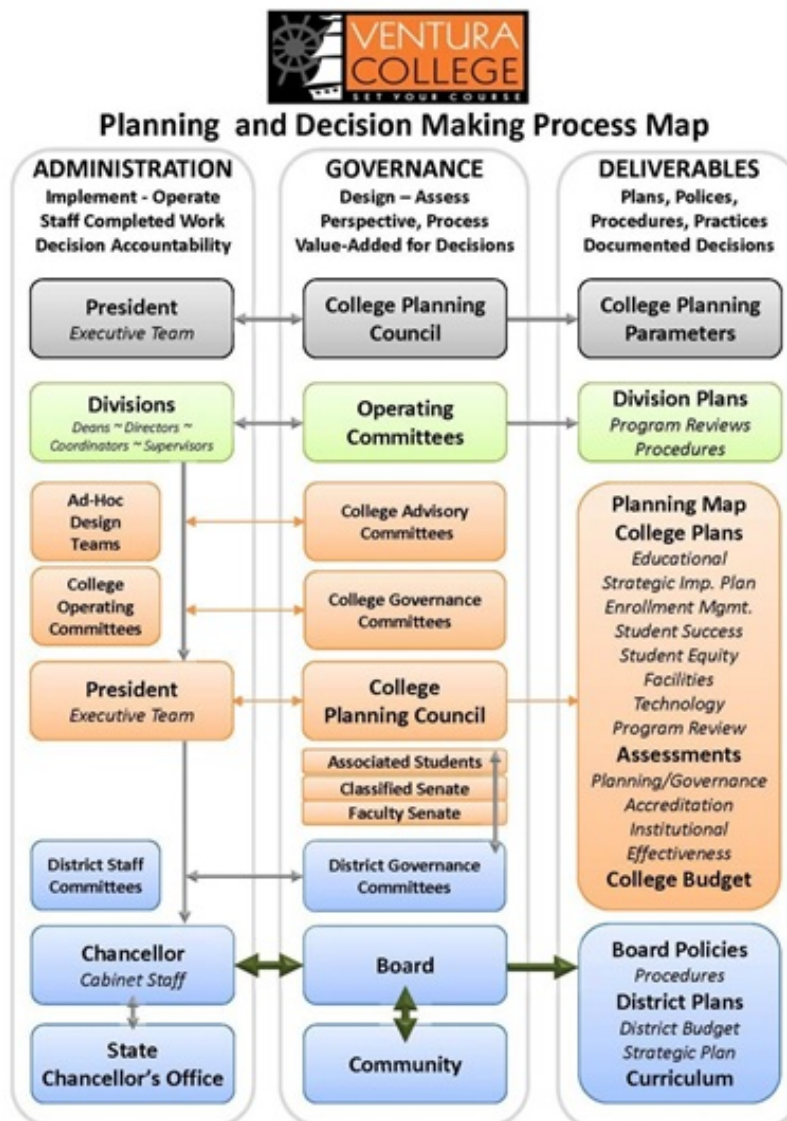 VENTURA
COLLEGE
SET YOUR COURSE
Planning and Decision Making Process Map
ADMINISTRATION
Implement - Operate
Staff Completed Work
Decision Accountability
GOVERNANCE
Design – Assess
Perspective, Process
Value-Added for Decisions
DELIVERABLES
Plans, Polices,
Procedures, Practices
Documented Decisions
President
Executive Team
College Planning
Council
College Planning
Parameters
Divisions
Deans ~ Directors ~
Coordinators ~ Supervisors
Operating
Committees
Division Plans
Program Reviews
Procedures
Ad-Hoc
Design
Teams
College Advisory
Committees
College
Operating
Committees
College Governance
Committees
President
Executive Team
College
Planning Council
Associated Students
Classified Senate
Faculty Senate
Planning Map
College Plans
Educational
Strategic Imp. Plan
Enrollment Mgmt.
Student Success
Student Equity
Facilities
Technology
Program Review
Assessments
Planning/Governance
Accreditation
Institutional
Effectiveness
College Budget
District Staff
Committees
District Governance
Committees
Chancellor
Cabinet Staff
Board
Board Policies
Procedures
District Plans
District Budget
Strategic Plan
Curriculum
State
Chancellor's Office
Community